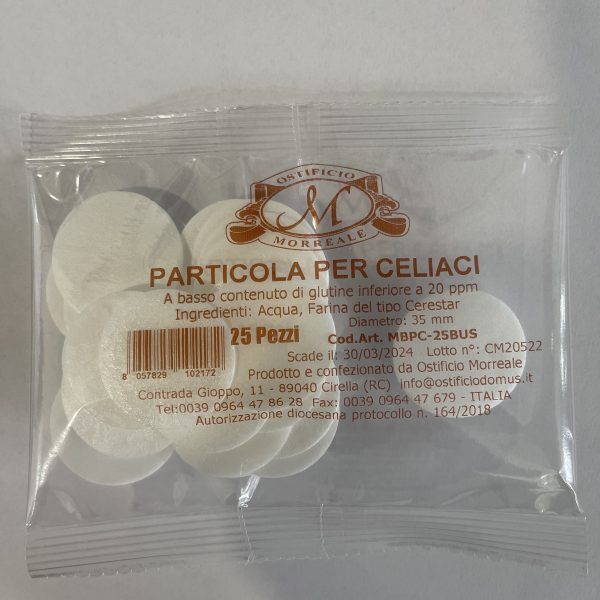 OSTIFICIO
M
MORREALE
PARTICOLA PER CELIACI
A basso contenuto di glutine inferiore a 20 ppm
Ingredienti: Acqua, Farina del tipo Cerestar
Diametro: 35 mm
25 Pezzi Cod.Art. MBPC-25BUS
Scade il: 30/03/2024 Lotto n°: CM20522
8 057829 102172
Prodotto e confezionato da Ostificio Morreale
Contrada Gioppo, 11 - 89040 Cirella (RC) info@ostificiodomus.it
Tel:0039 0964 47 86 28 Fax: 0039 0964 47 679 - ITALIA
Autorizzazione diocesana protocollo n. 164/2018